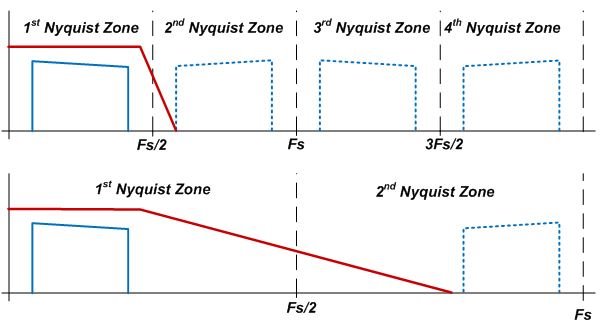 1st Nyquist Zone 2nd Nyquist Zone 3rd Nyquist Zone 4th Nyquist Zone
Fs/2 Fs 3Fs/2
1st Nyquist Zone 2nd Nyquist Zone
Fs/2 Fs